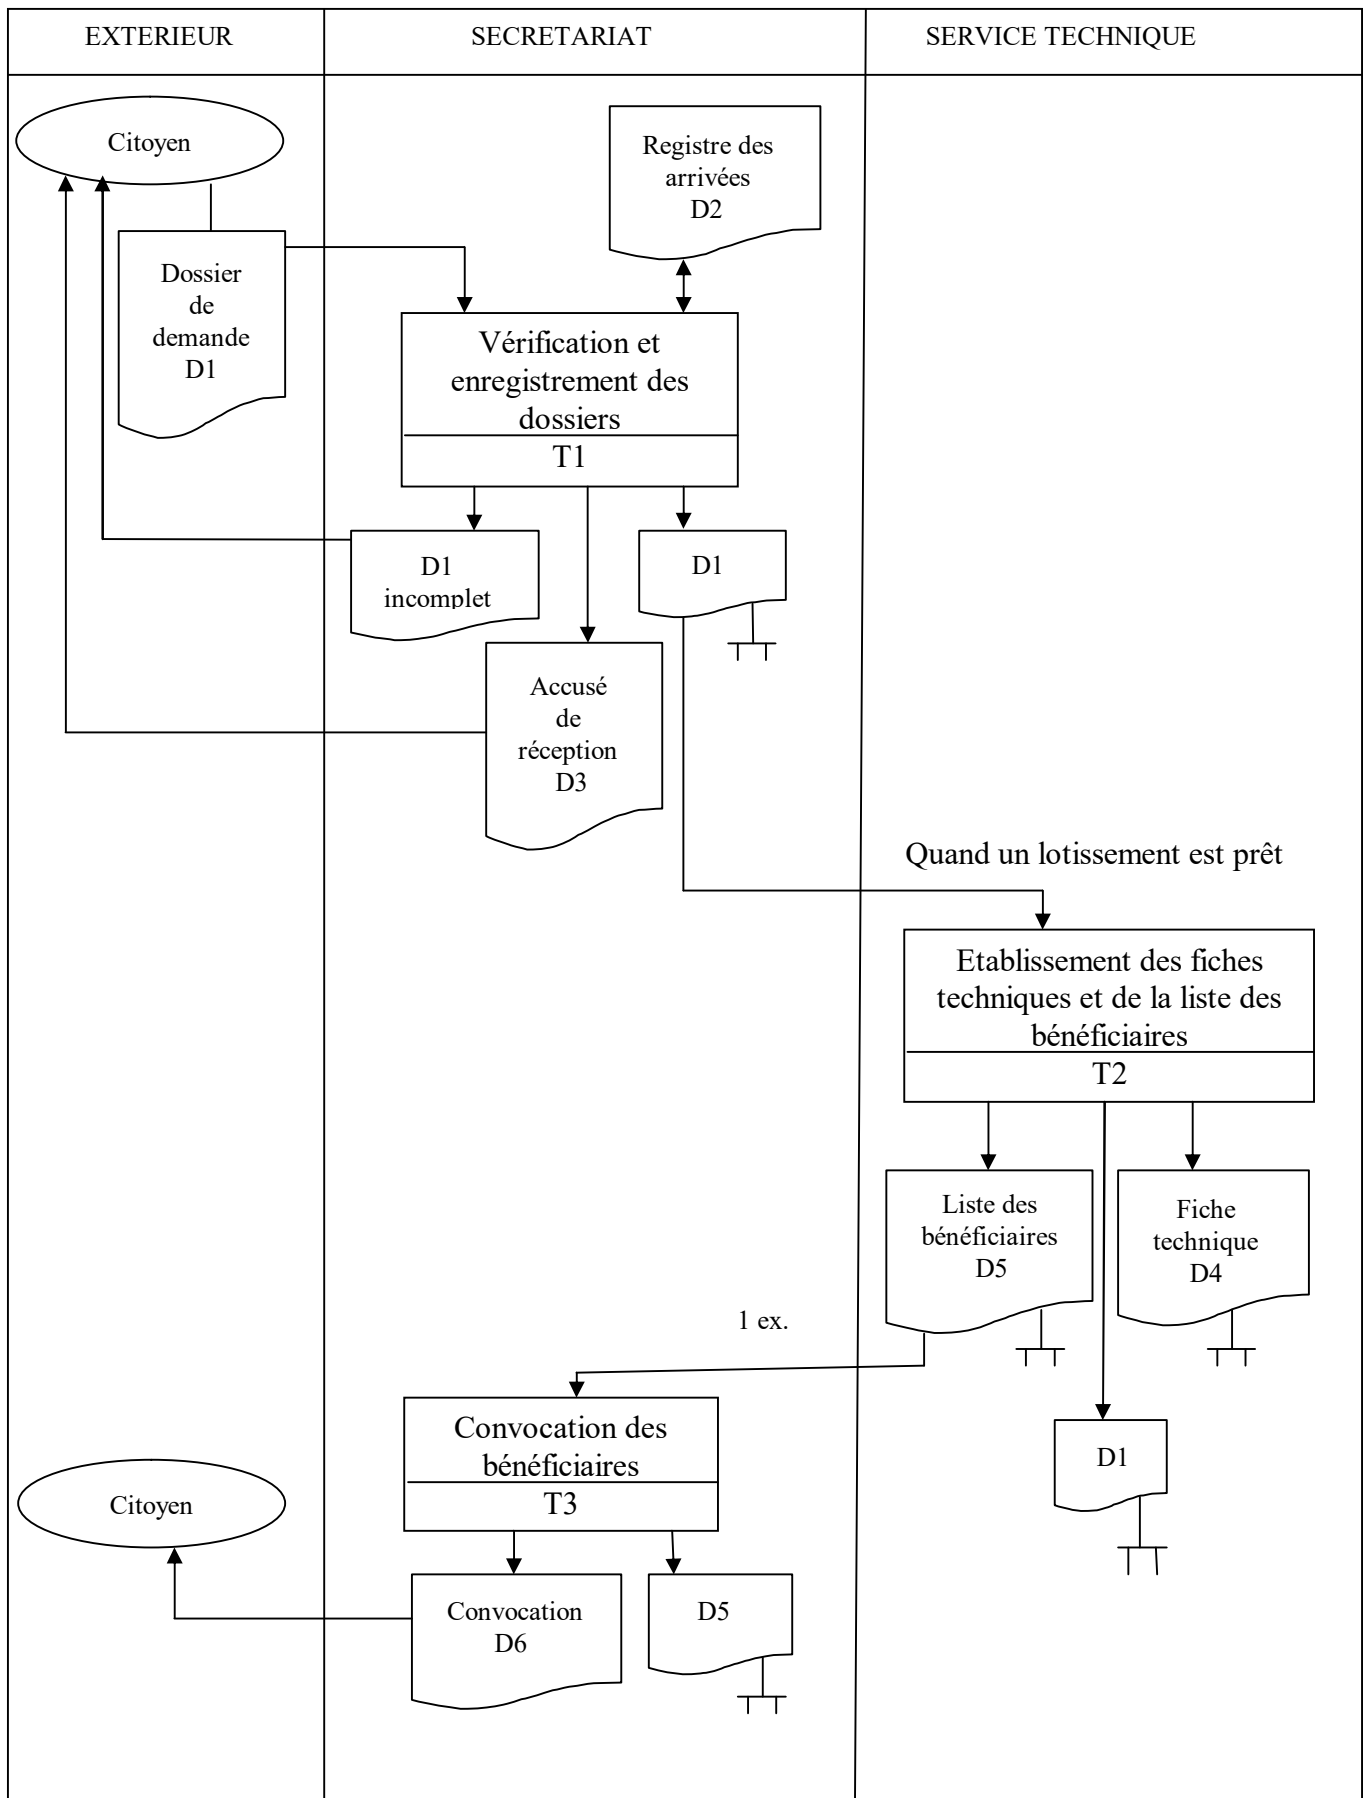 EXTERIEUR
SECRETARIAT
SERVICE TECHNIQUE
Citoyen
Registre des
arrivées
D2
Dossier
de
demande
D1
Vérification et
enregistrement des
dossiers
T1
D1
incomplet
D1
Accusé
de
réception
D3
Quand un lotissement est prêt
Etablissement des fiches
techniques et de la liste des
bénéficiaires
T2
Liste des
bénéficiaires
D5
Fiche
technique
D4
1 ex.
Convocation des
bénéficiaires
T3
D1
Citoyen
Convocation
D6
D5